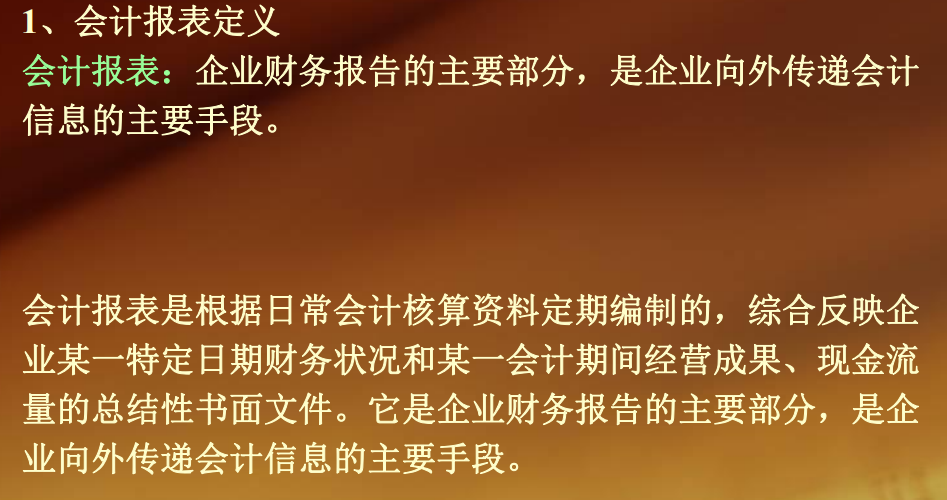 1、会计报表定义
会计报表：企业财务报告的主要部分，是企业向外传递会计
信息的主要手段。
会计报表是根据日常会计核算资料定期编制的，综合反映企
业某一特定日期财务状况和某一会计期间经营成果、现金流
量的总结性书面文件。它是企业财务报告的主要部分，是企
业向外传递会计信息的主要手段。